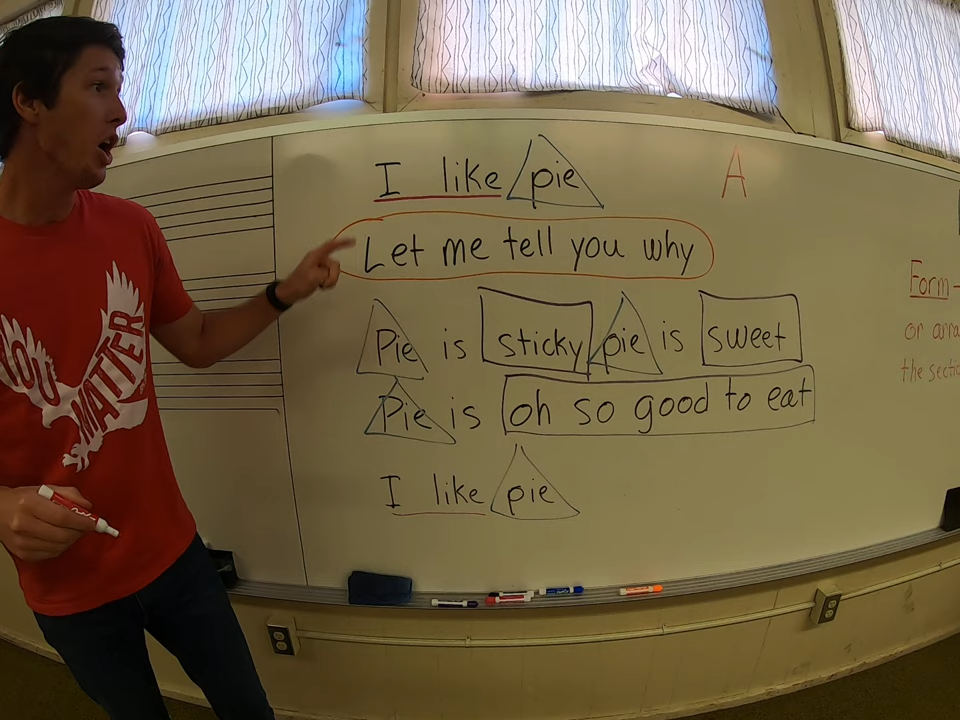 I like pie
A
Let me tell you why
Pie is sticky pie is sweet
Pie is oh so good to eat
I like pie
Form -
or
the
YOU
MATTER